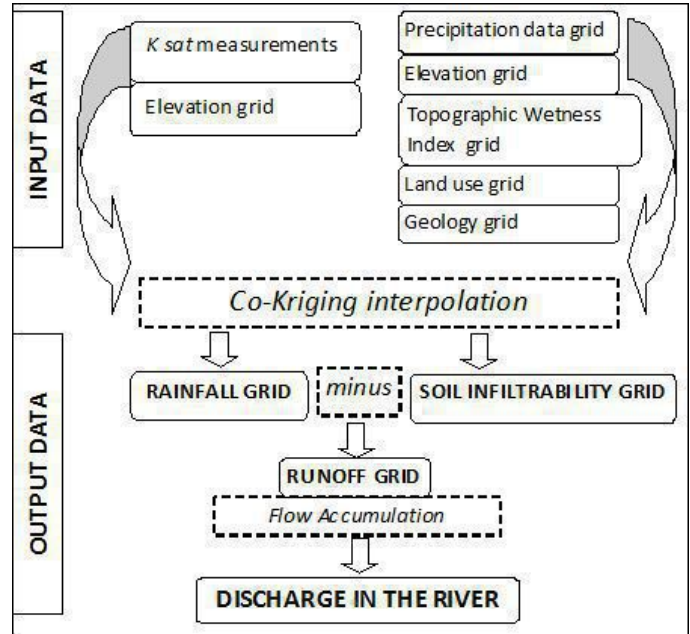 INPUT DATA
K sat measurements
Elevation grid
Precipitation data grid
Elevation grid
Topographic Wetness
Index grid
Land use grid
Geology grid
Co-Kriging interpolation
OUTPUT DATA
RAINFALL GRID
minus
SOIL INFILTRABILITY GRID
RUNOFF GRID
Flow Accumulation
DISCHARGE IN THE RIVER